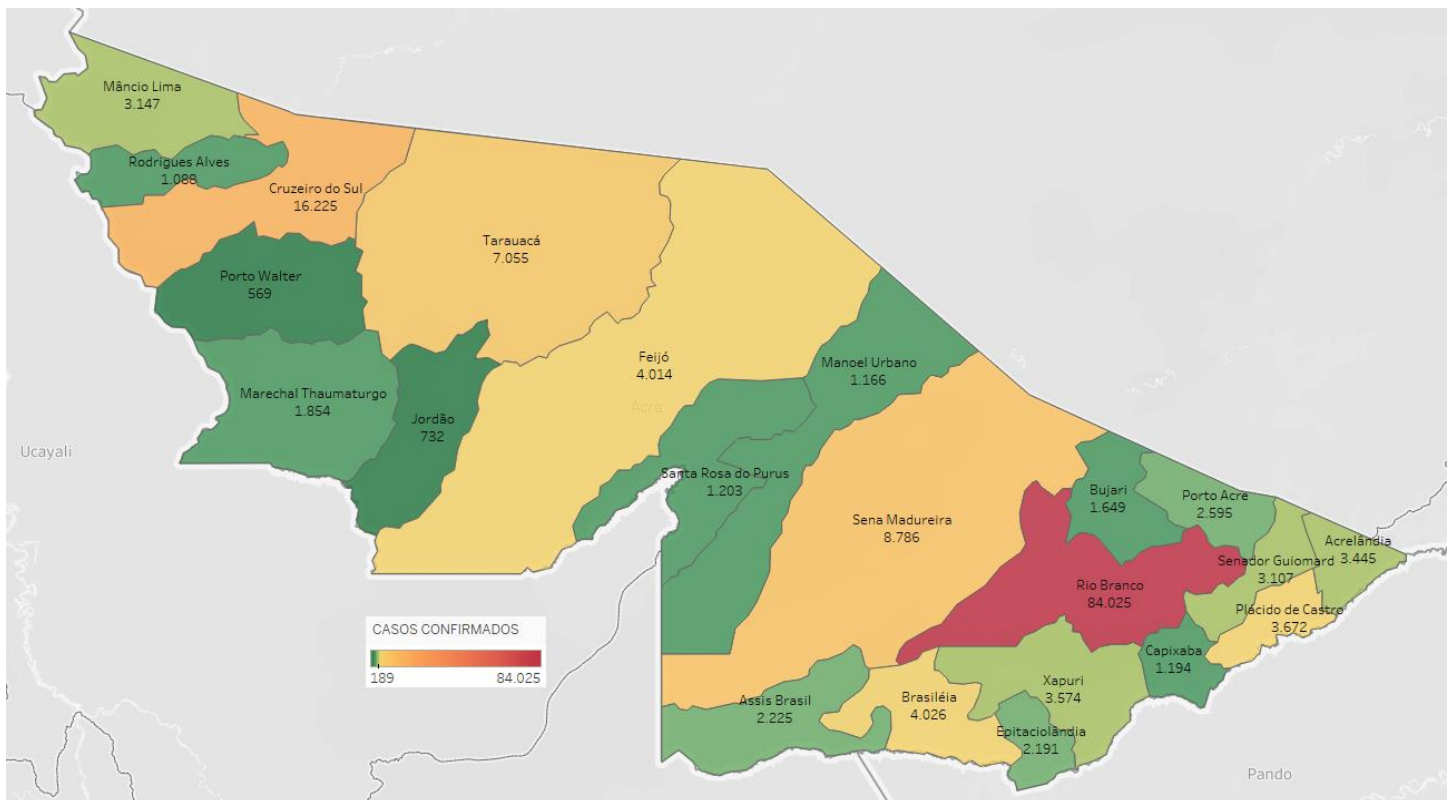 Mâncio Lima
3.147
Rodrigues Alves
1.088
Cruzeiro do Sul
16.225
Tarauacá
7.055
Porto Walter
569
Feijó
4.014
Acre
Manoel Urbano
1.166
Marechal Thaumaturgo
1.854
Jordão
732
Ucayali
Santa Rosa do Purus
1.203
Sena Madureira
8.786
Bujari
1.649
Porto Acre
2.595
Acrelândia
3.445
Senador Guiomard
3.107
Rio Branco
84.025
Plácido de Castro
3.672
Capixaba
1.194
Xapuri
3.574
Assis Brasil
2.225
Brasiléia
4.026
Epitaciolândia
2.191
Pando
CASOS CONFIRMADOS
189 84.025